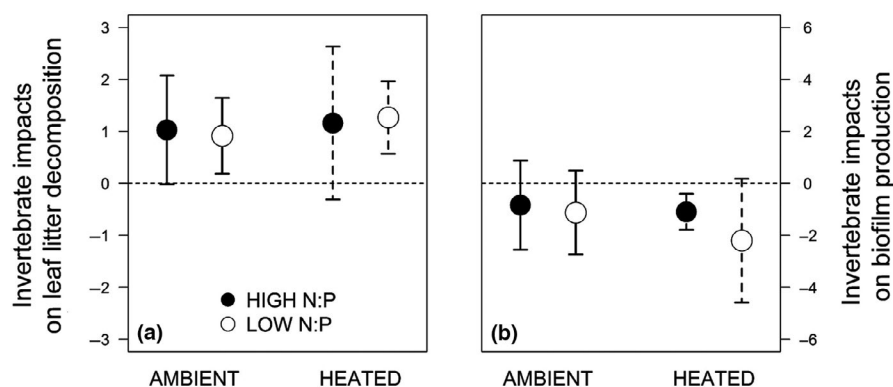 Invertebrate impacts
on leaf litter decomposition
3
2
1
0
–1
–2
–3
HIGH N:P
LOW N:P
(a)
AMBIENT
HEATED
(b)
AMBIENT
HEATED
6
4
2
0
–2
–4
–6
Invertebrate impacts
on biofilm production